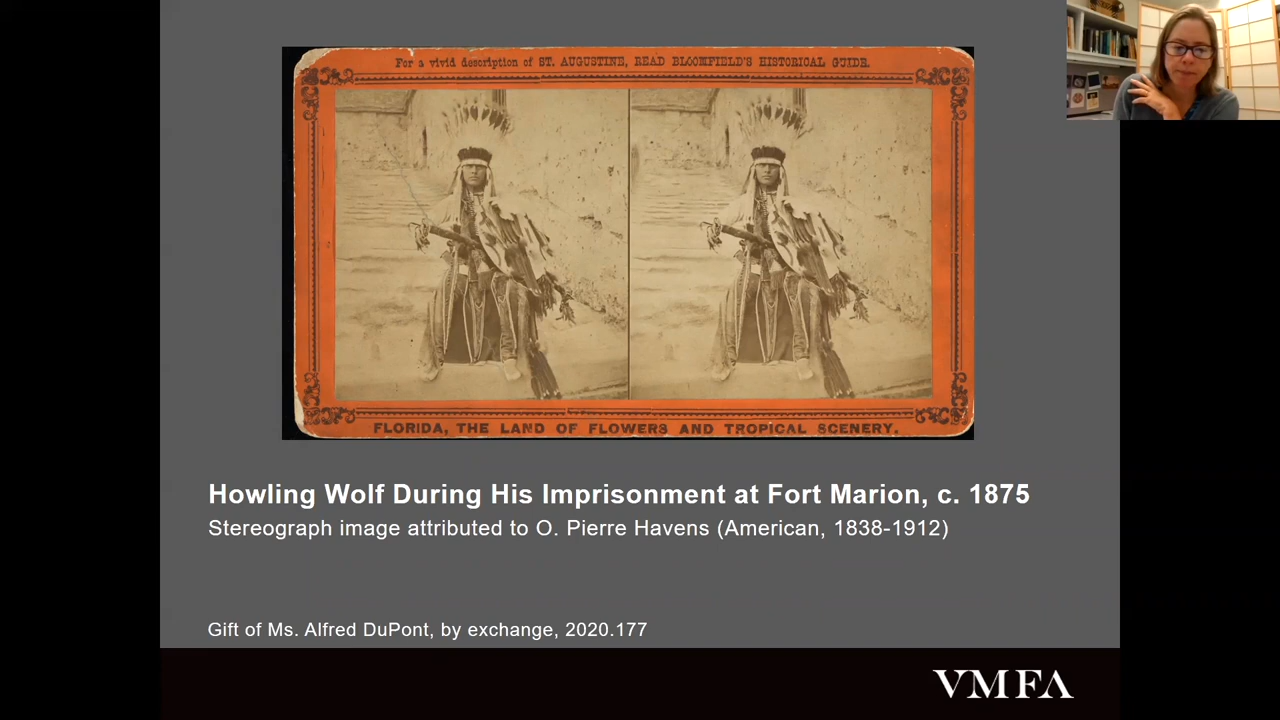 For a vivid description of ST. AUGUSTINE, READ BLOOMFIELD'S HISTORICAL GUIDE.
FLORIDA, THE LAND OF FLOWERS AND TROPICAL SCENERY.
Howling Wolf During His Imprisonment at Fort Marion, c. 1875
Stereograph image attributed to O. Pierre Havens (American, 1838-1912)
Gift of Ms. Alfred DuPont, by exchange, 2020.177
VMFA